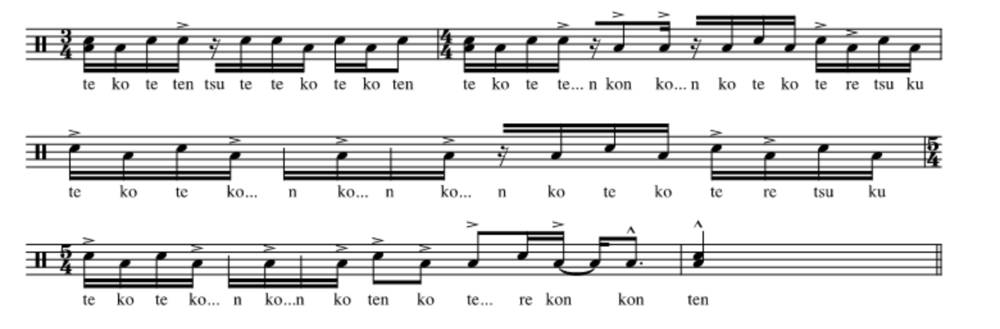 te ko te ten tsu te te ko te ko ten te ko te te... n kon ko... n ko te ko te re tsu ku
te ko te ko... n ko... n ko... n ko te ko te re tsu ku
te ko te ko... n ko...n ko ten ko te... re kon kon ten